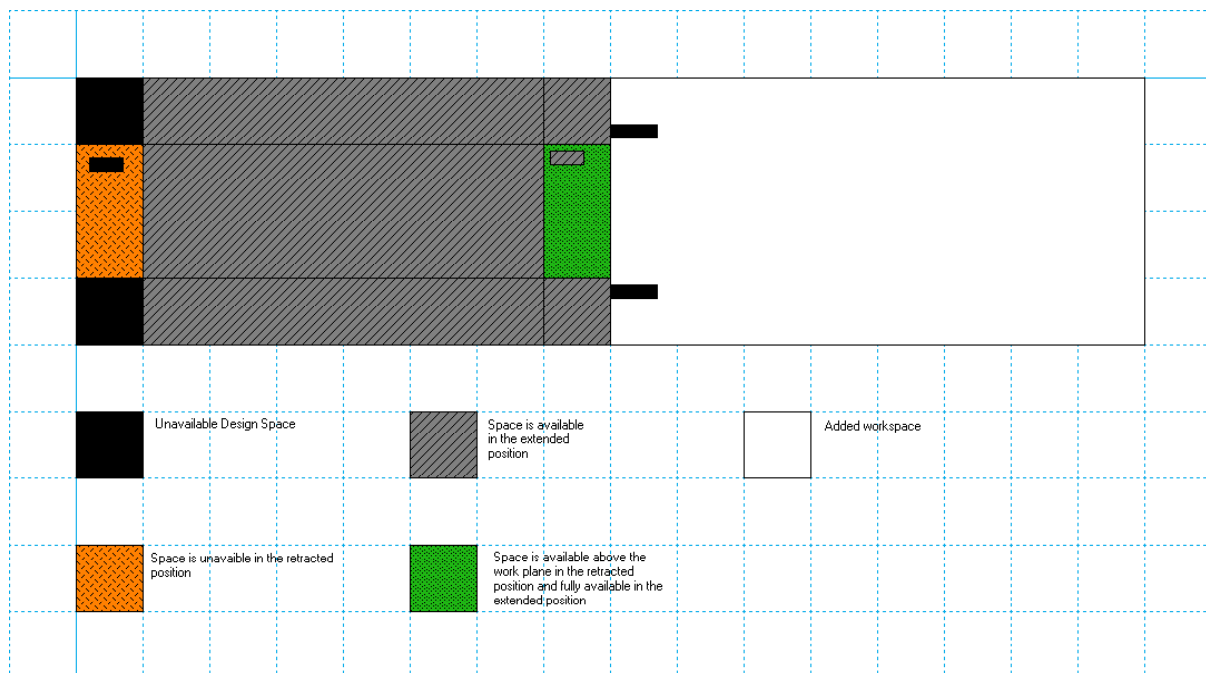 Unavailable Design Space
Space is available
in the extended
position
Added workspace
Space is unavaible in the retracted
position
Space is available above the
work plane in the retracted
position and fully available in the
extended position